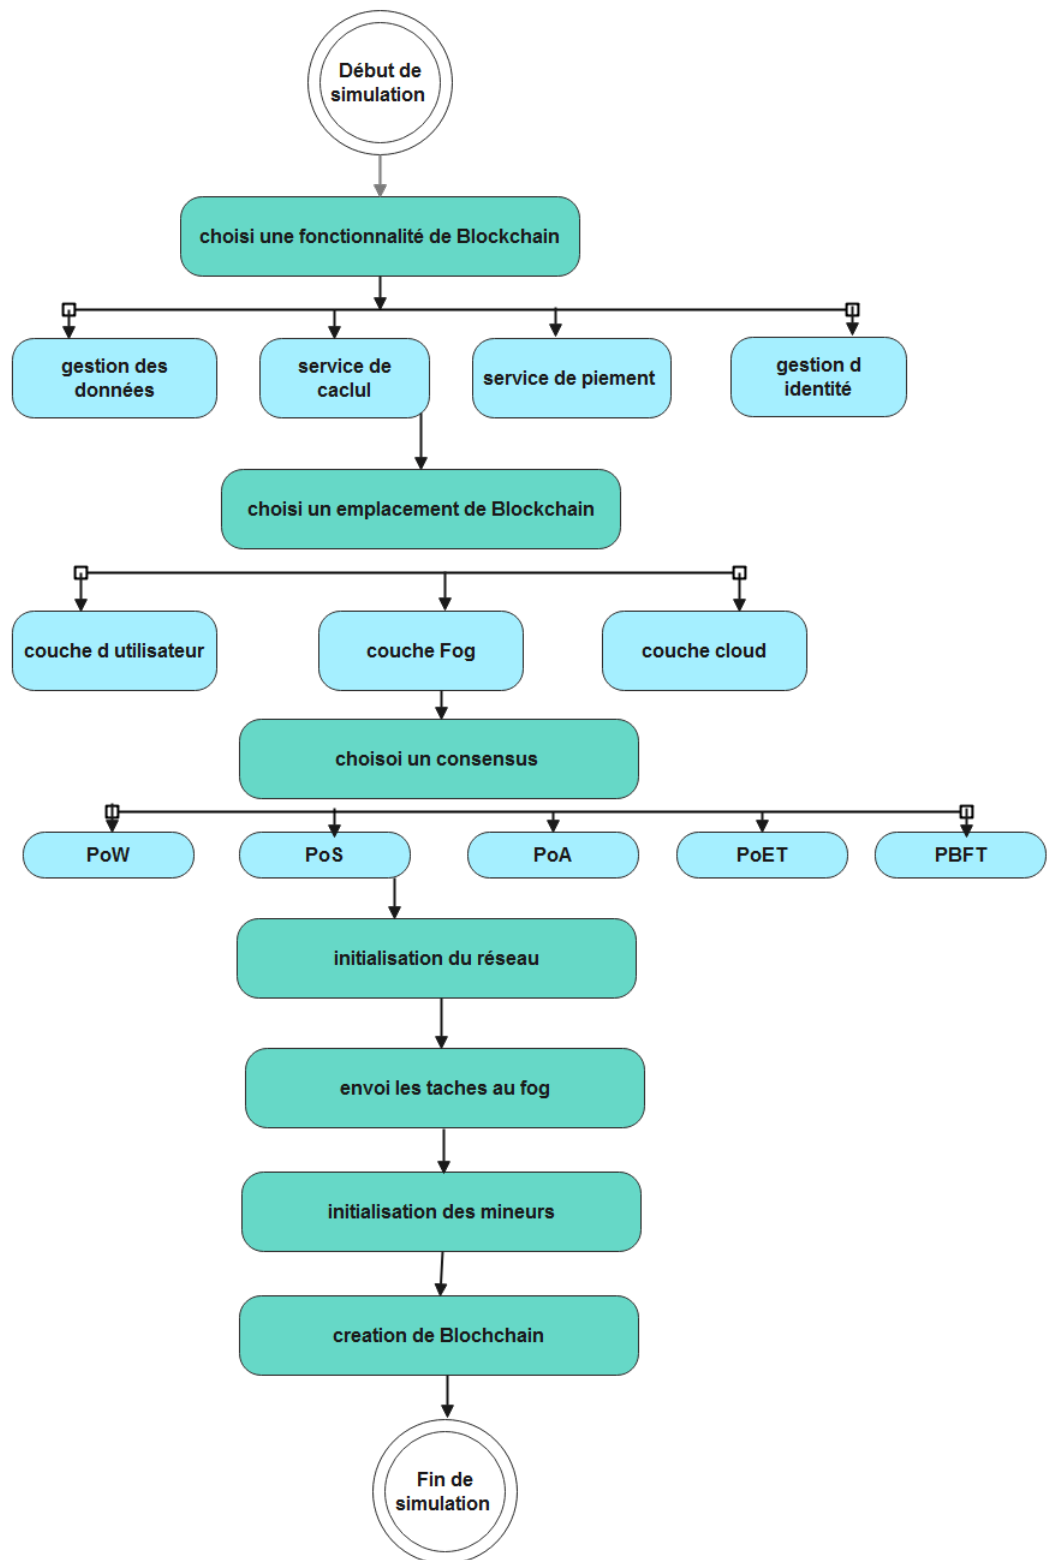 Début de
simulation
choisi une fonctionnalité de Blockchain
gestion des
données
service de
caclul
service de piement
gestion d
identité
choisi un emplacement de Blockchain
couche d utilisateur
couche Fog
couche cloud
choisoi un consensus
PoW
PoS
PoA
PoET
PBFT
initialisation du réseau
envoi les taches au fog
initialisation des mineurs
creation de Blochchain
Fin de
simulation